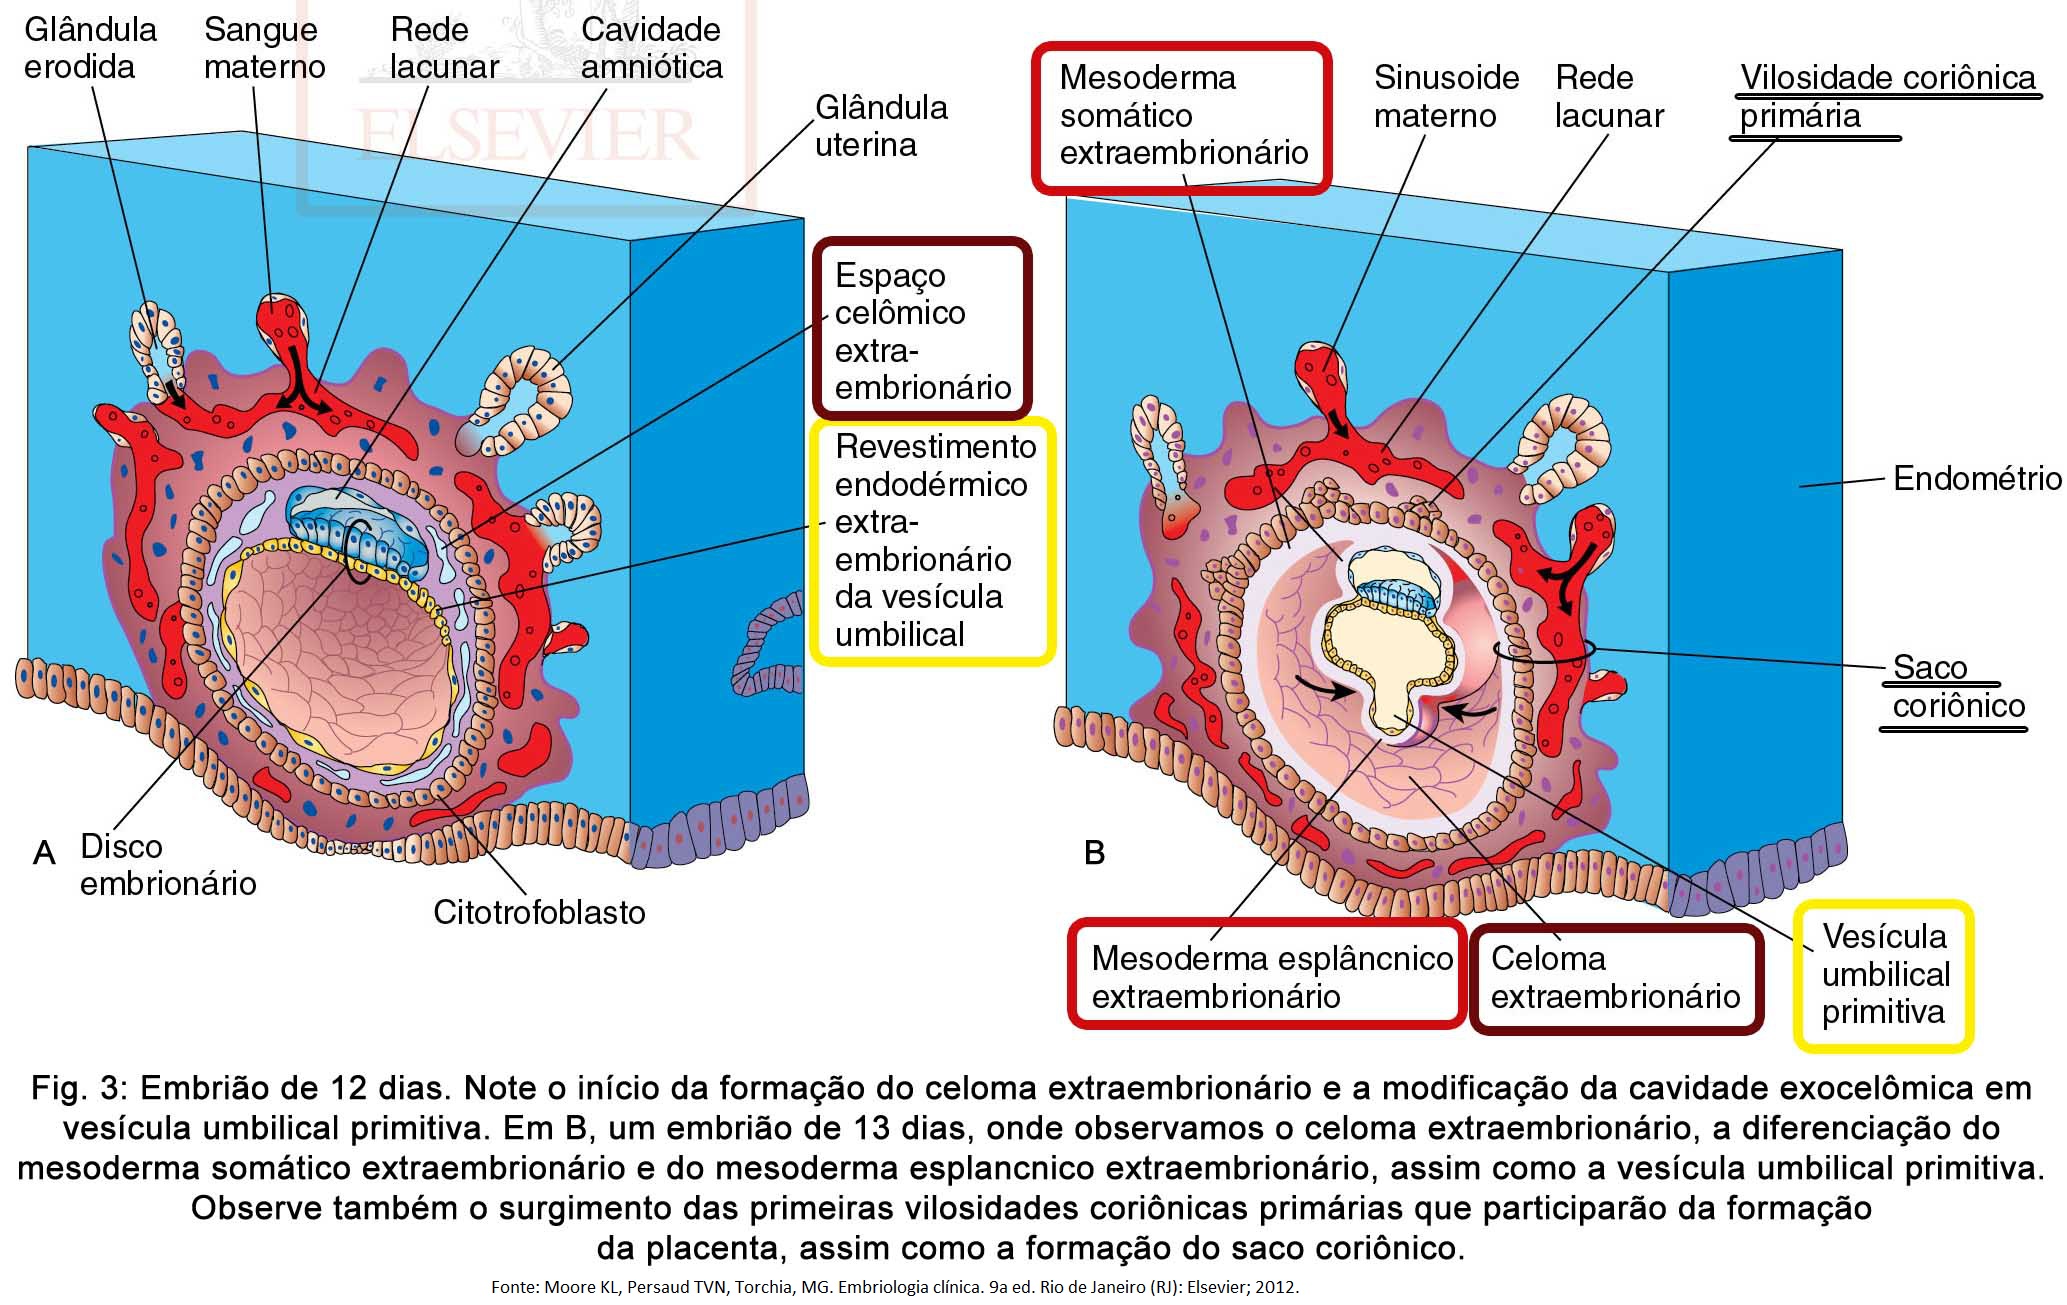 Glândula
erodida
Sangue
materno
Rede
lacunar
Cavidade
amniótica
Glândula
uterina
ELSEVIER
Espaço
celômico
extra-
embrionário
Revestimento
endodérmico
extra-
embrionário
da vesícula
umbilical
A
Disco
embrionário
Citotrofoblasto
Mesoderma
somático
extraembrionário
Sinusoide
materno
Rede
lacunar
Vilosidade coriônica
primária
Endométrio
Saco
coriônico
B
Mesoderma esplâncnico
extraembrionário
Celoma
extraembrionário
Vesícula
umbilical
primitiva
Fig. 3: Embrião de 12 dias. Note o início da formação do celoma extraembrionário e a modificação da cavidade exocelômica em
vesícula umbilical primitiva. Em B, um embrião de 13 dias, onde observamos o celoma extraembrionário, a diferenciação do
mesoderma somático extraembrionário e do mesoderma esplancnico extraembrionário, assim como a vesícula umbilical primitiva.
Observe também o surgimento das primeiras vilosidades coriônicas primárias que participarão da formação
da placenta, assim como a formação do saco coriônico.
Fonte: Moore KL, Persaud TVN, Torchia, MG. Embriologia clínica. 9a ed. Rio de Janeiro (RJ): Elsevier; 2012.